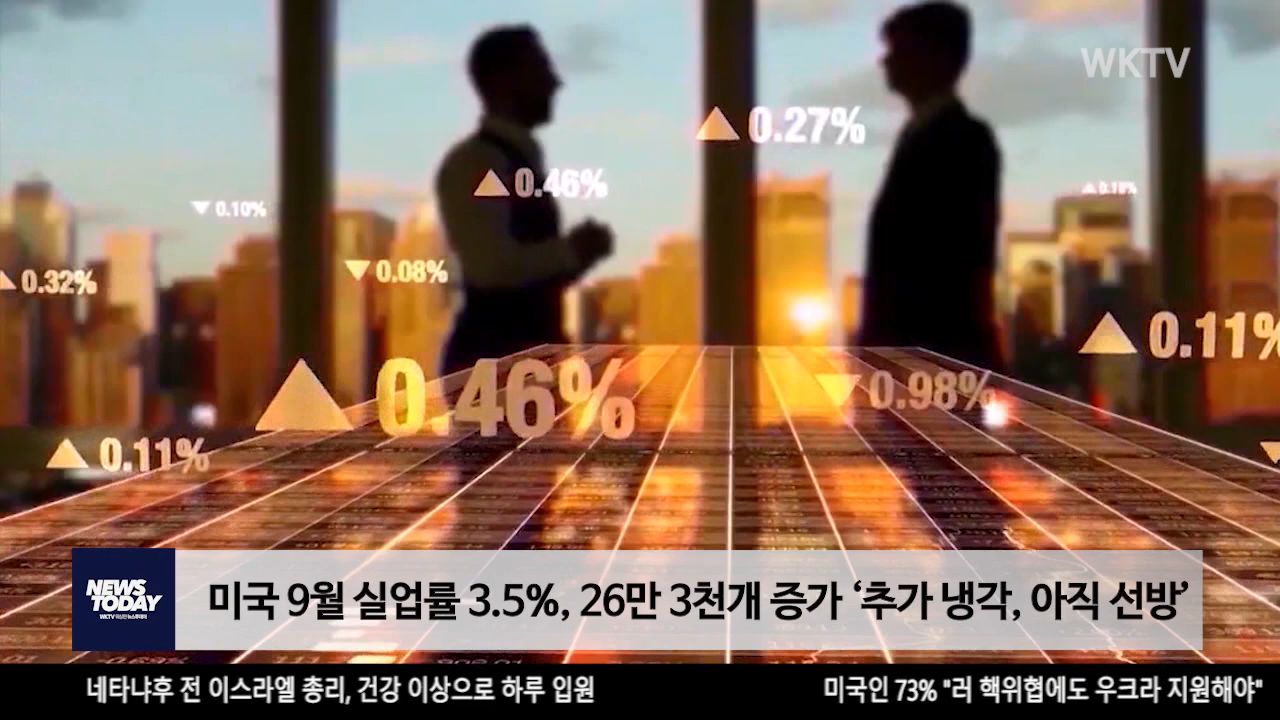 WKTV
▲ 0.27%
▲ 0.46%
▲ 0.18%
▼ 0.10%
▼ 0.08%
▲ 0.32%
▲ 0.11%
▲ 0.46%
▼ 0.98%
▲ 0.11%
NEWS
TODAY
미국 9월 실업률 3.5%, 26만 3천개 증가 ‘추가 냉각, 아직 선방’
네타냐후 전 이스라엘 총리, 건강 이상으로 하루 입원
미국인 73% "러 핵위협에도 우크라 지원해야"